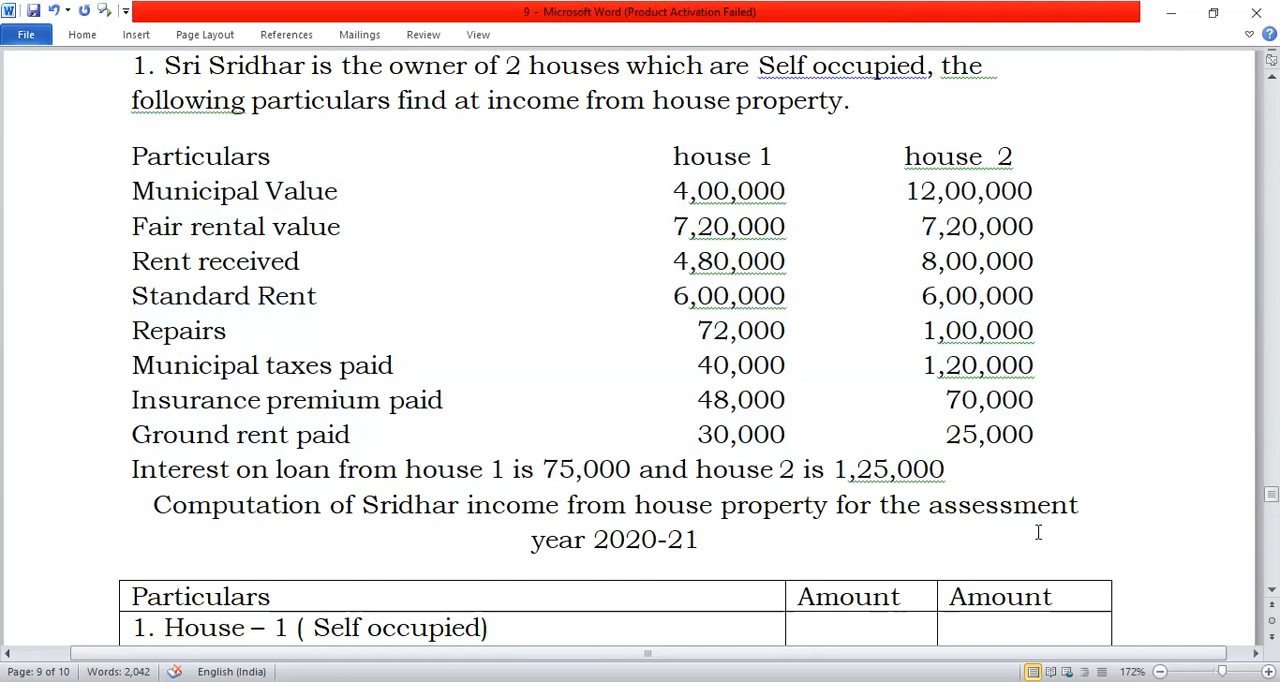 9 - Microsoft Word (Product Activation Failed)
File Home Insert Page Layout References Mailings Review View
1. Sri Sridhar is the owner of 2 houses which are Self occupied, the
following particulars find at income from house property.
Particulars house 1 house 2
Municipal Value 4,00,000 12,00,000
Fair rental value 7,20,000 7,20,000
Rent received 4,80,000 8,00,000
Standard Rent 6,00,000 6,00,000
Repairs 72,000 1,00,000
Municipal taxes paid 40,000 1,20,000
Insurance premium paid 48,000 70,000
Ground rent paid 30,000 25,000
Interest on loan from house 1 is 75,000 and house 2 is 1,25,000
Computation of Sridhar income from house property for the assessment
year 2020-21
Particulars Amount Amount
1. House – 1 ( Self occupied)
Page: 9 of 10 Words: 2,042 English (India) 172%